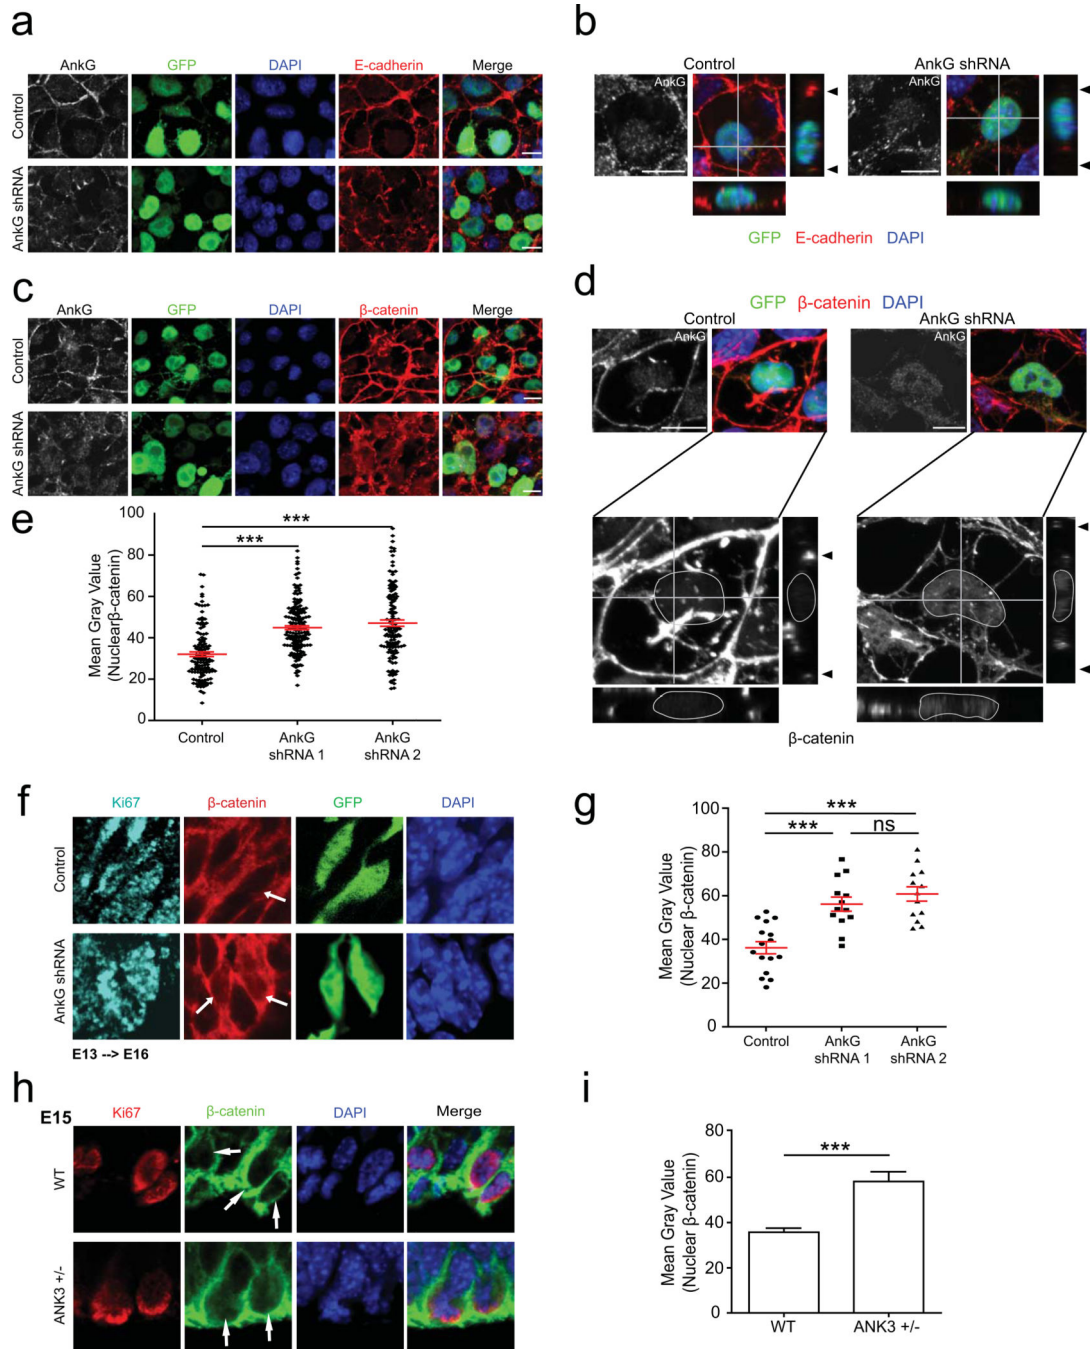 a
AnkG GFP DAPI E-cadherin Merge
Control
AnkG shRNA
b
Control AnkG shRNA
AnkG AnkG
GFP E-cadherin DAPI
c
AnkG GFP DAPI β-catenin Merge
Control
AnkG shRNA
d
GFP β-catenin DAPI
Control AnkG shRNA
AnkG AnkG
β-catenin
e
Mean Gray Value
(Nuclearβ-catenin)
100
80
60
40
20
0
***
***
Control AnkG shRNA 1 AnkG shRNA 2
f
Ki67 β-catenin GFP DAPI
Control
AnkG shRNA
E13 --> E16
g
Mean Gray Value
(Nuclear β-catenin)
100
80
60
40
20
0
***
*** ns
Control AnkG shRNA 1 AnkG shRNA 2
h
E15
Ki67 β-catenin DAPI Merge
WT
ANK3 +/-
i
Mean Gray Value
(Nuclear β-catenin)
80
60
40
60
0
***
WT ANK3 +/-